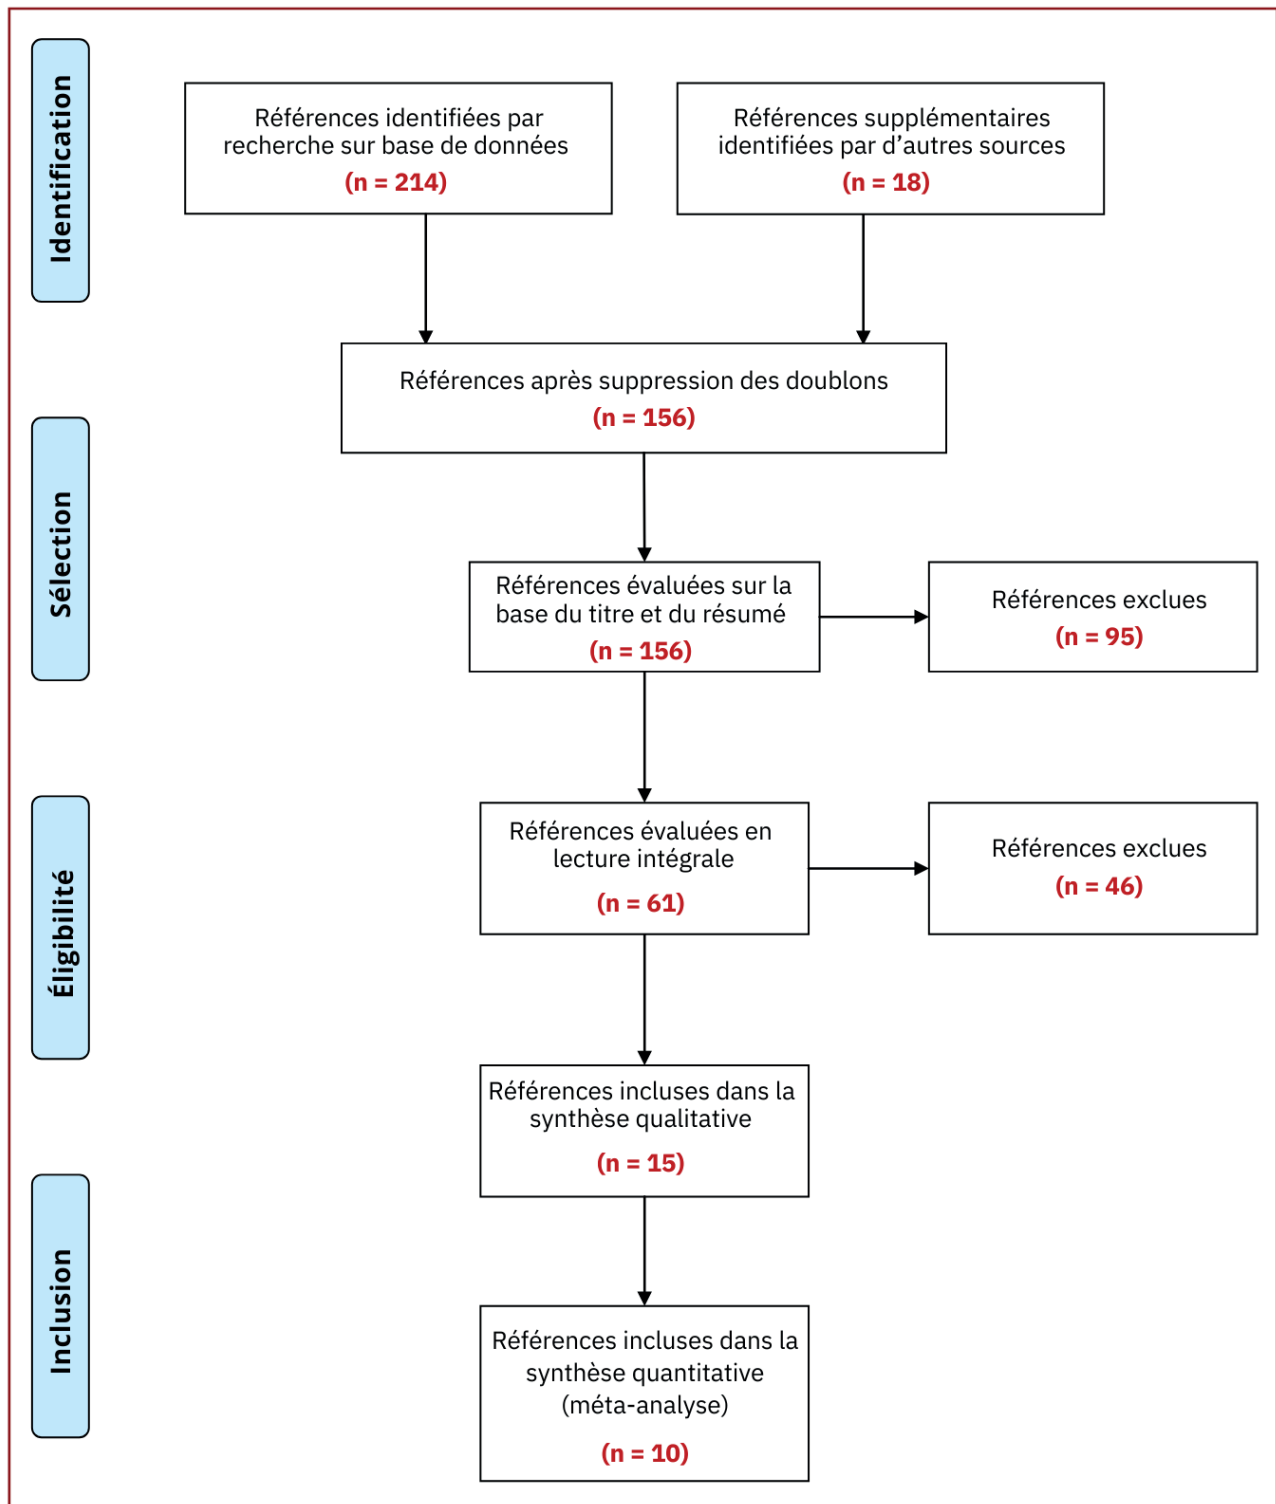 Identification
Références identifiées par
recherche sur base de données
(n = 214)
Références supplémentaires
identifiées par d’autres sources
(n = 18)
Références après suppression des doublons
(n = 156)
Sélection
Références évaluées sur la
base du titre et du résumé
(n = 156)
Références exclues
(n = 95)
Éligibilité
Références évaluées en
lecture intégrale
(n = 61)
Références exclues
(n = 46)
Références incluses dans la
synthèse qualitative
(n = 15)
Inclusion
Références incluses dans la
synthèse quantitative
(méta-analyse)
(n = 10)